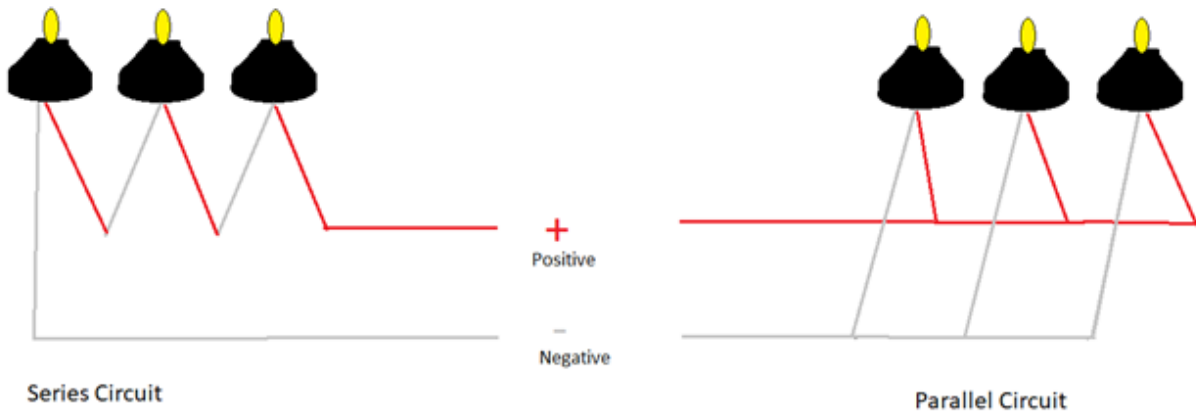 +
Positive
-
Negative
Series Circuit
Parallel Circuit